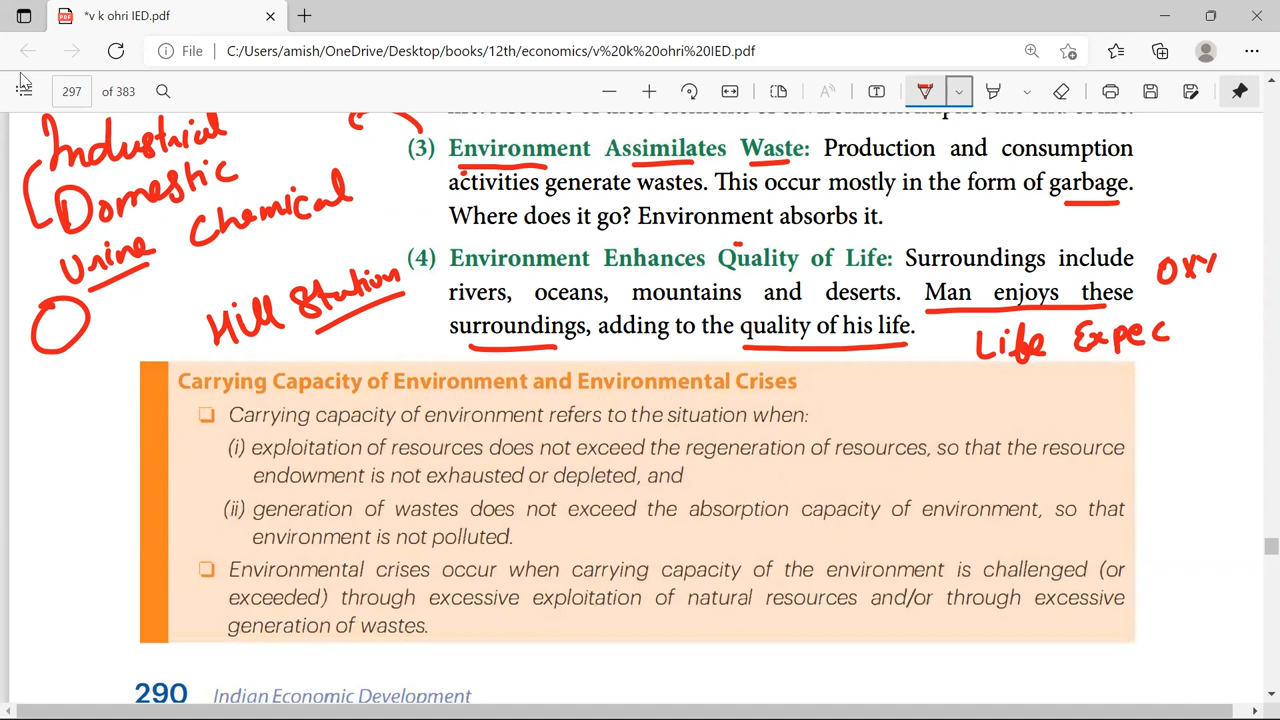 *v k ohri IED.pdf
File C:/Users/amish/OneDrive/Desktop/books/12th/economics/v%20k%20ohri%20IED.pdf
297 of 383
Industrial
Domestic
Urine Chemical
Hill Station
(3) Environment Assimilates Waste: Production and consumption
activities generate wastes. This occur mostly in the form of garbage.
Where does it go? Environment absorbs it.
(4) Environment Enhances Quality of Life: Surroundings include
rivers, oceans, mountains and deserts. Man enjoys these
surroundings, adding to the quality of his life.
oxy
Life Expec
Carrying Capacity of Environment and Environmental Crises
❑ Carrying capacity of environment refers to the situation when:
(i) exploitation of resources does not exceed the regeneration of resources, so that the resource
endowment is not exhausted or depleted, and
(ii) generation of wastes does not exceed the absorption capacity of environment, so that
environment is not polluted.
❑ Environmental crises occur when carrying capacity of the environment is challenged (or
exceeded) through excessive exploitation of natural resources and/or through excessive
generation of wastes.
290 Indian Economic Development